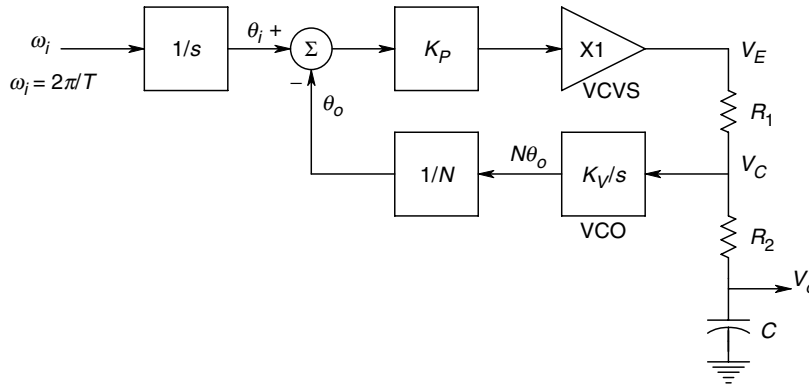 ω_i
ω_i = 2π/T
1/s
θ_i +
Σ
−
θ_o
K_P
X1
VCVS
V_E
R_1
1/N
Nθ_o
K_V/s
VCO
V_C
R_2
V_o
C